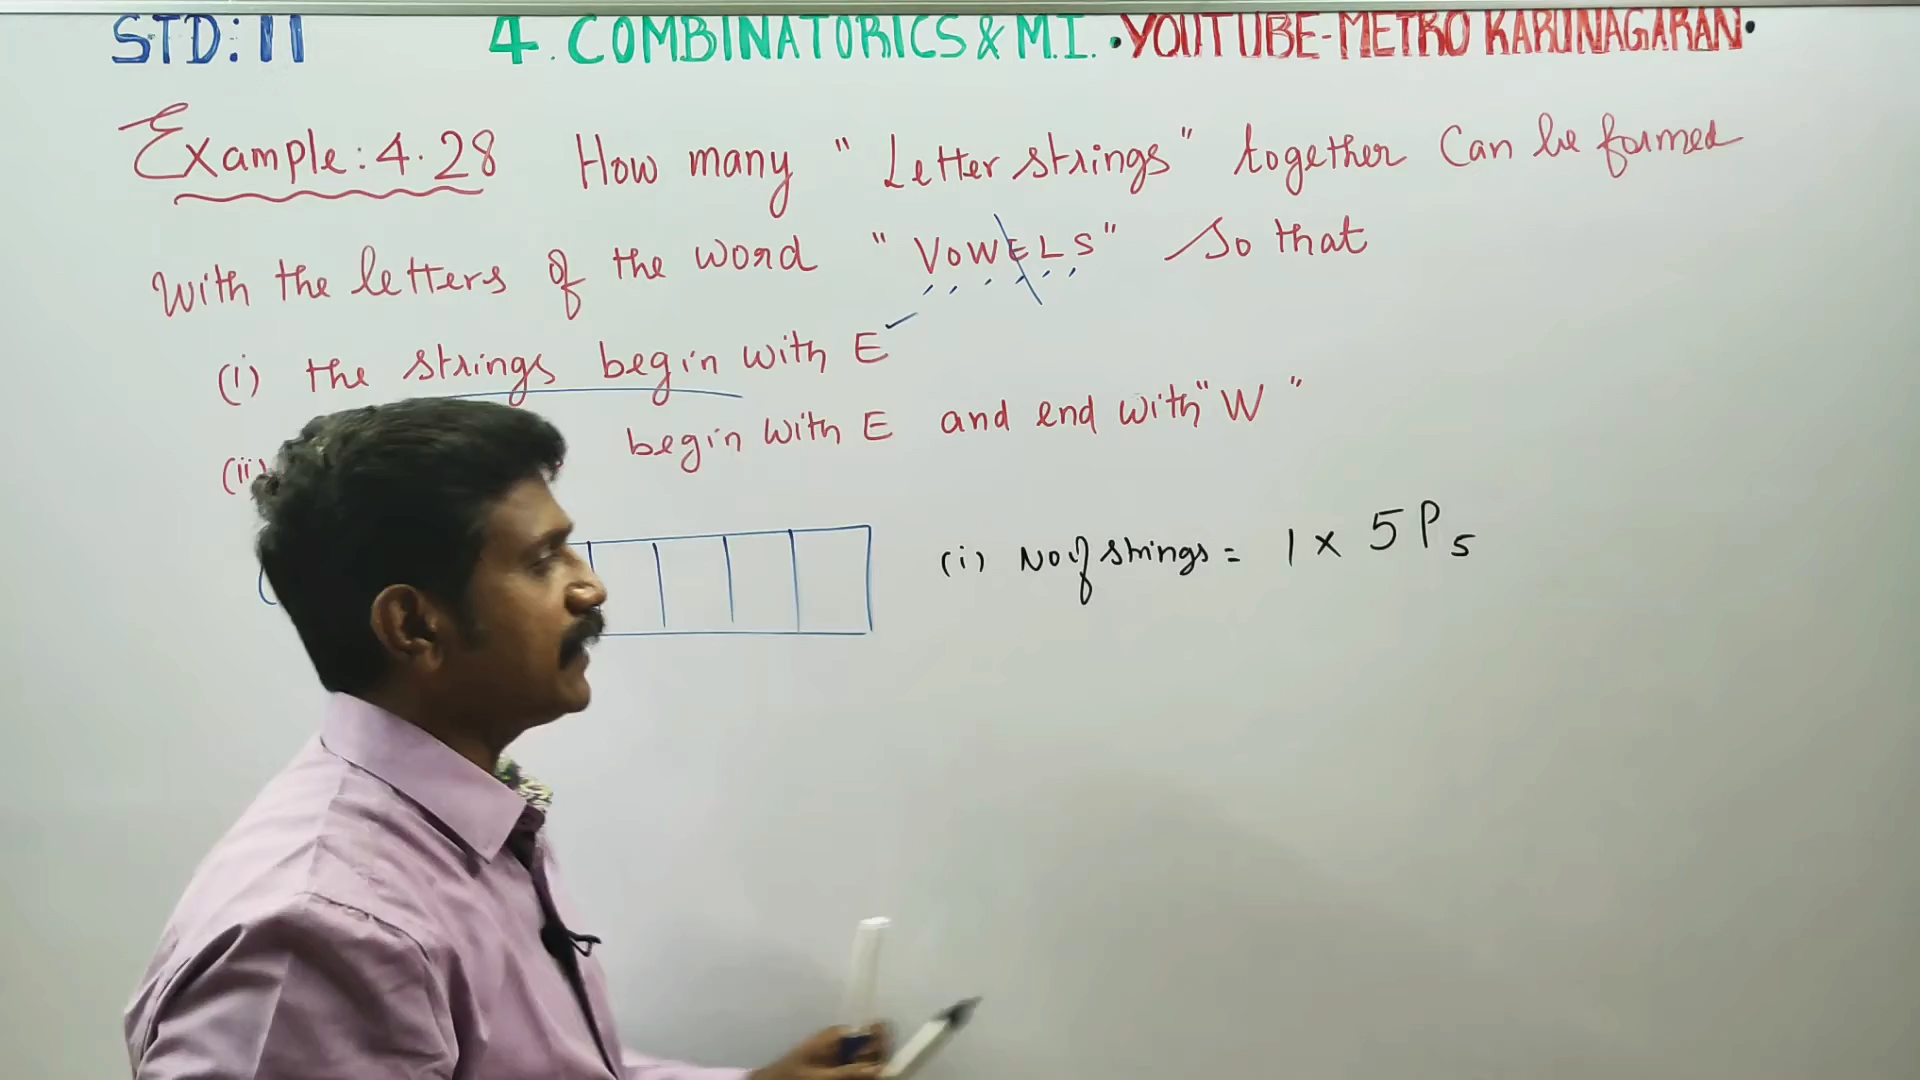 STD: 11 4. COMBINATORICS & M.I. • YOUTUBE-METRO KARUNAGARAN •
Example: 4.28 How many "Letter strings" together can be formed
with the letters of the word "VOWELS" so that
(i) the strings begin with E
(ii) begin with E and end with "W"
(i) No of strings = 1 × 5P5